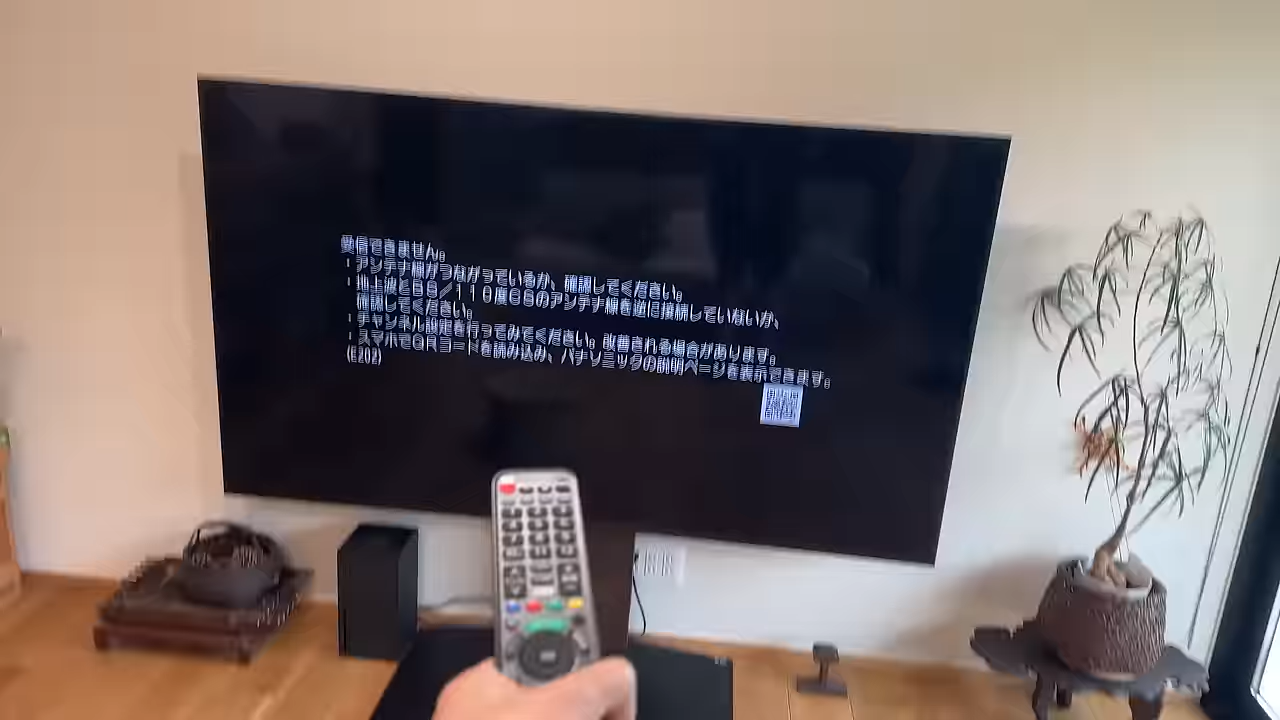 受信できません。
・アンテナ線がつながっているか、確認してください。
・地上波とBS／110度CSのアンテナ線を逆に接続していないか、
確認してください。
・チャンネル設定を行ってみてください。改善される場合があります。
・スマホでQRコードを読み込み、パナソニックの説明ページを表示できます。
(E202)